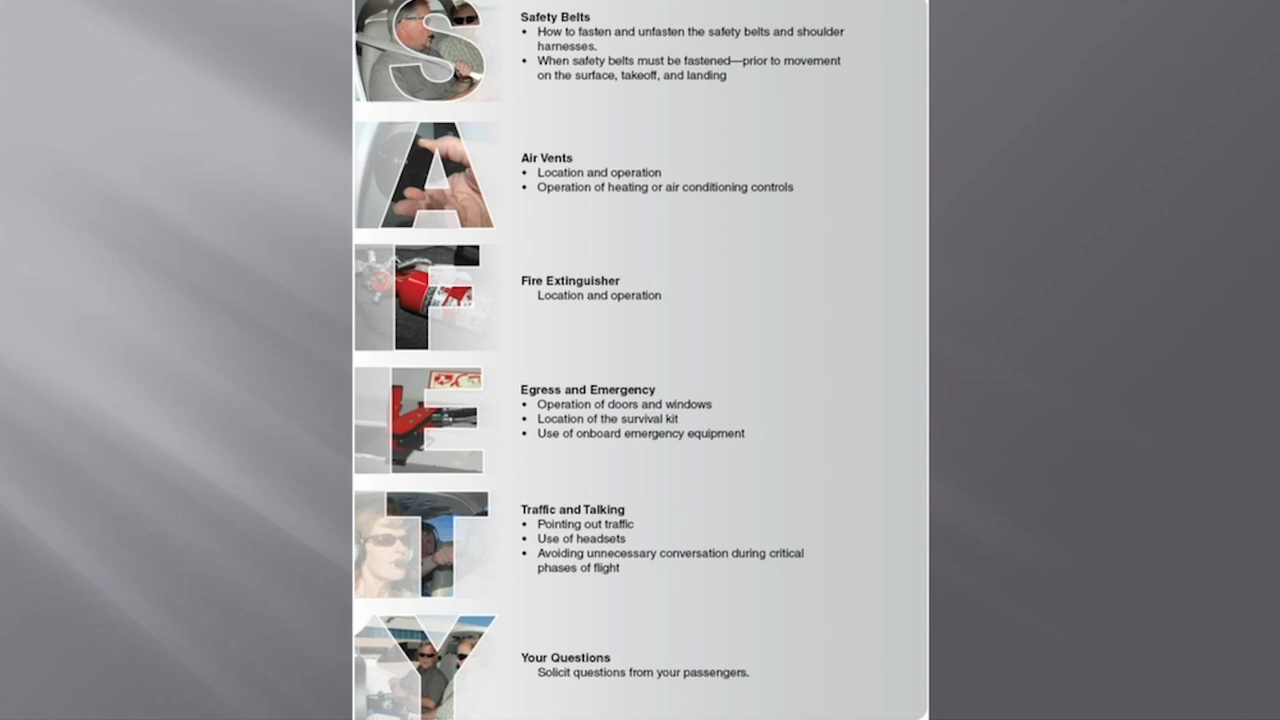 S
Safety Belts
• How to fasten and unfasten the safety belts and shoulder
harnesses.
• When safety belts must be fastened—prior to movement
on the surface, takeoff, and landing
A
Air Vents
• Location and operation
• Operation of heating or air conditioning controls
F
Fire Extinguisher
Location and operation
E
Egress and Emergency
• Operation of doors and windows
• Location of the survival kit
• Use of onboard emergency equipment
T
Traffic and Talking
• Pointing out traffic
• Use of headsets
• Avoiding unnecessary conversation during critical
phases of flight
Y
Your Questions
Solicit questions from your passengers.